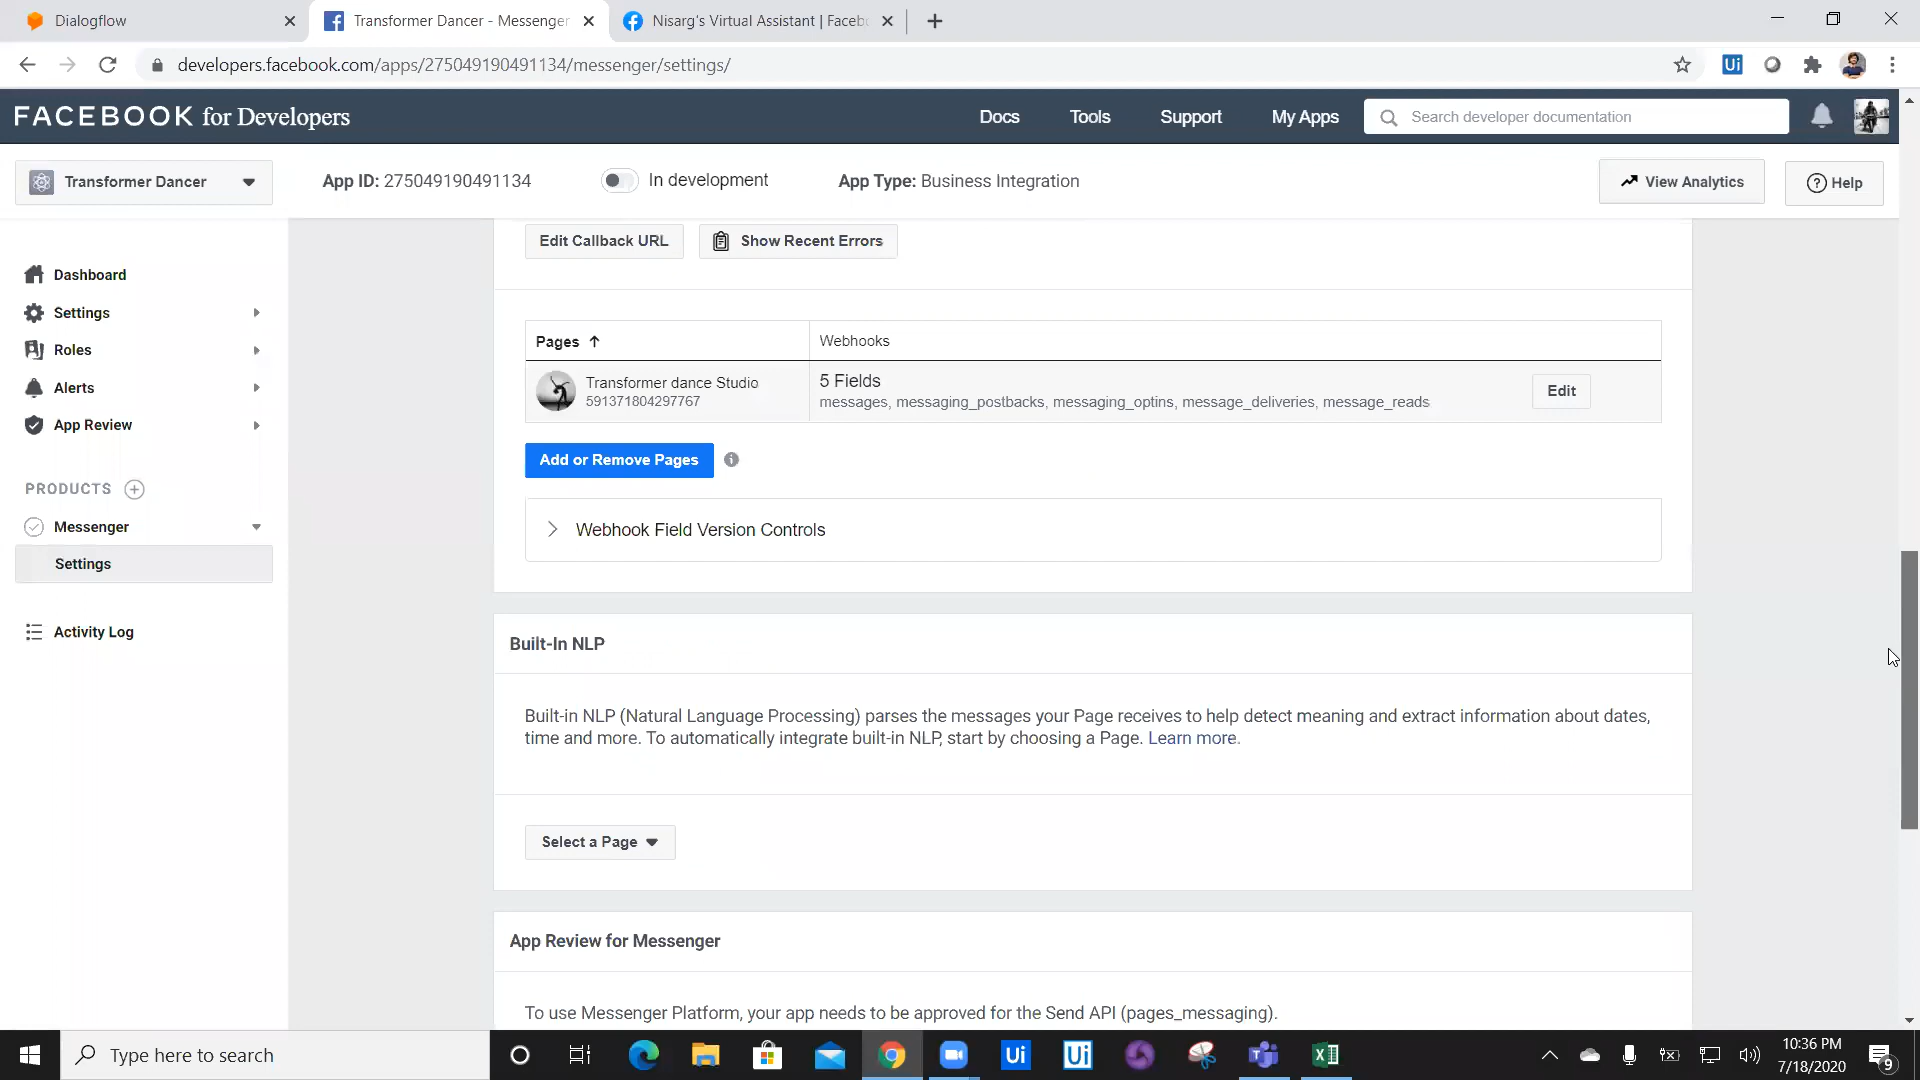 Dialogflow
Transformer Dancer - Messenger
Nisarg's Virtual Assistant | Faceb
developers.facebook.com/apps/275049190491134/messenger/settings/
FACEBOOK for Developers
Docs
Tools
Support
My Apps
Search developer documentation
Transformer Dancer
App ID: 275049190491134
In development
App Type: Business Integration
View Analytics
Help
Edit Callback URL
Show Recent Errors
Dashboard
Settings
Roles
Alerts
App Review
PRODUCTS
Messenger
Settings
Activity Log
Pages
Webhooks
Transformer dance Studio
591371804297767
5 Fields
messages, messaging_postbacks, messaging_optins, message_deliveries, message_reads
Edit
Add or Remove Pages
Webhook Field Version Controls
Built-In NLP
Built-in NLP (Natural Language Processing) parses the messages your Page receives to help detect meaning and extract information about dates,
time and more. To automatically integrate built-in NLP, start by choosing a Page. Learn more.
Select a Page
App Review for Messenger
To use Messenger Platform, your app needs to be approved for the Send API (pages_messaging).
Type here to search
10:36 PM
7/18/2020
9